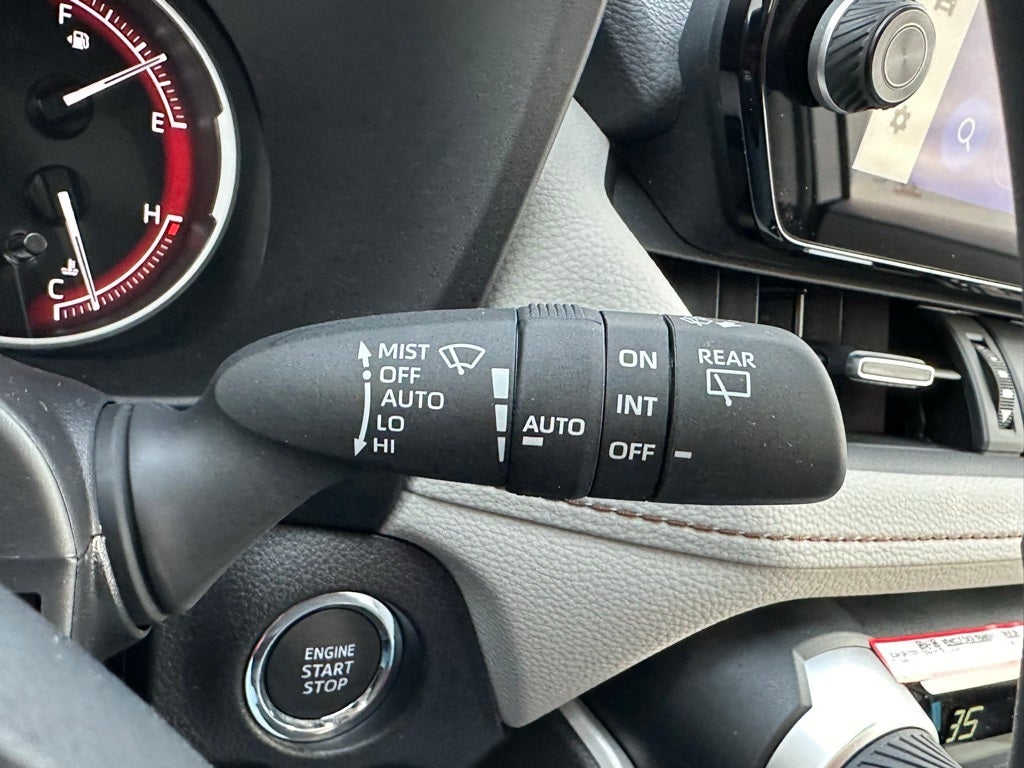 F
E
H
C
MIST
OFF
AUTO
LO
HI
AUTO
ON
INT
OFF
REAR
ENGINE
START
STOP
35